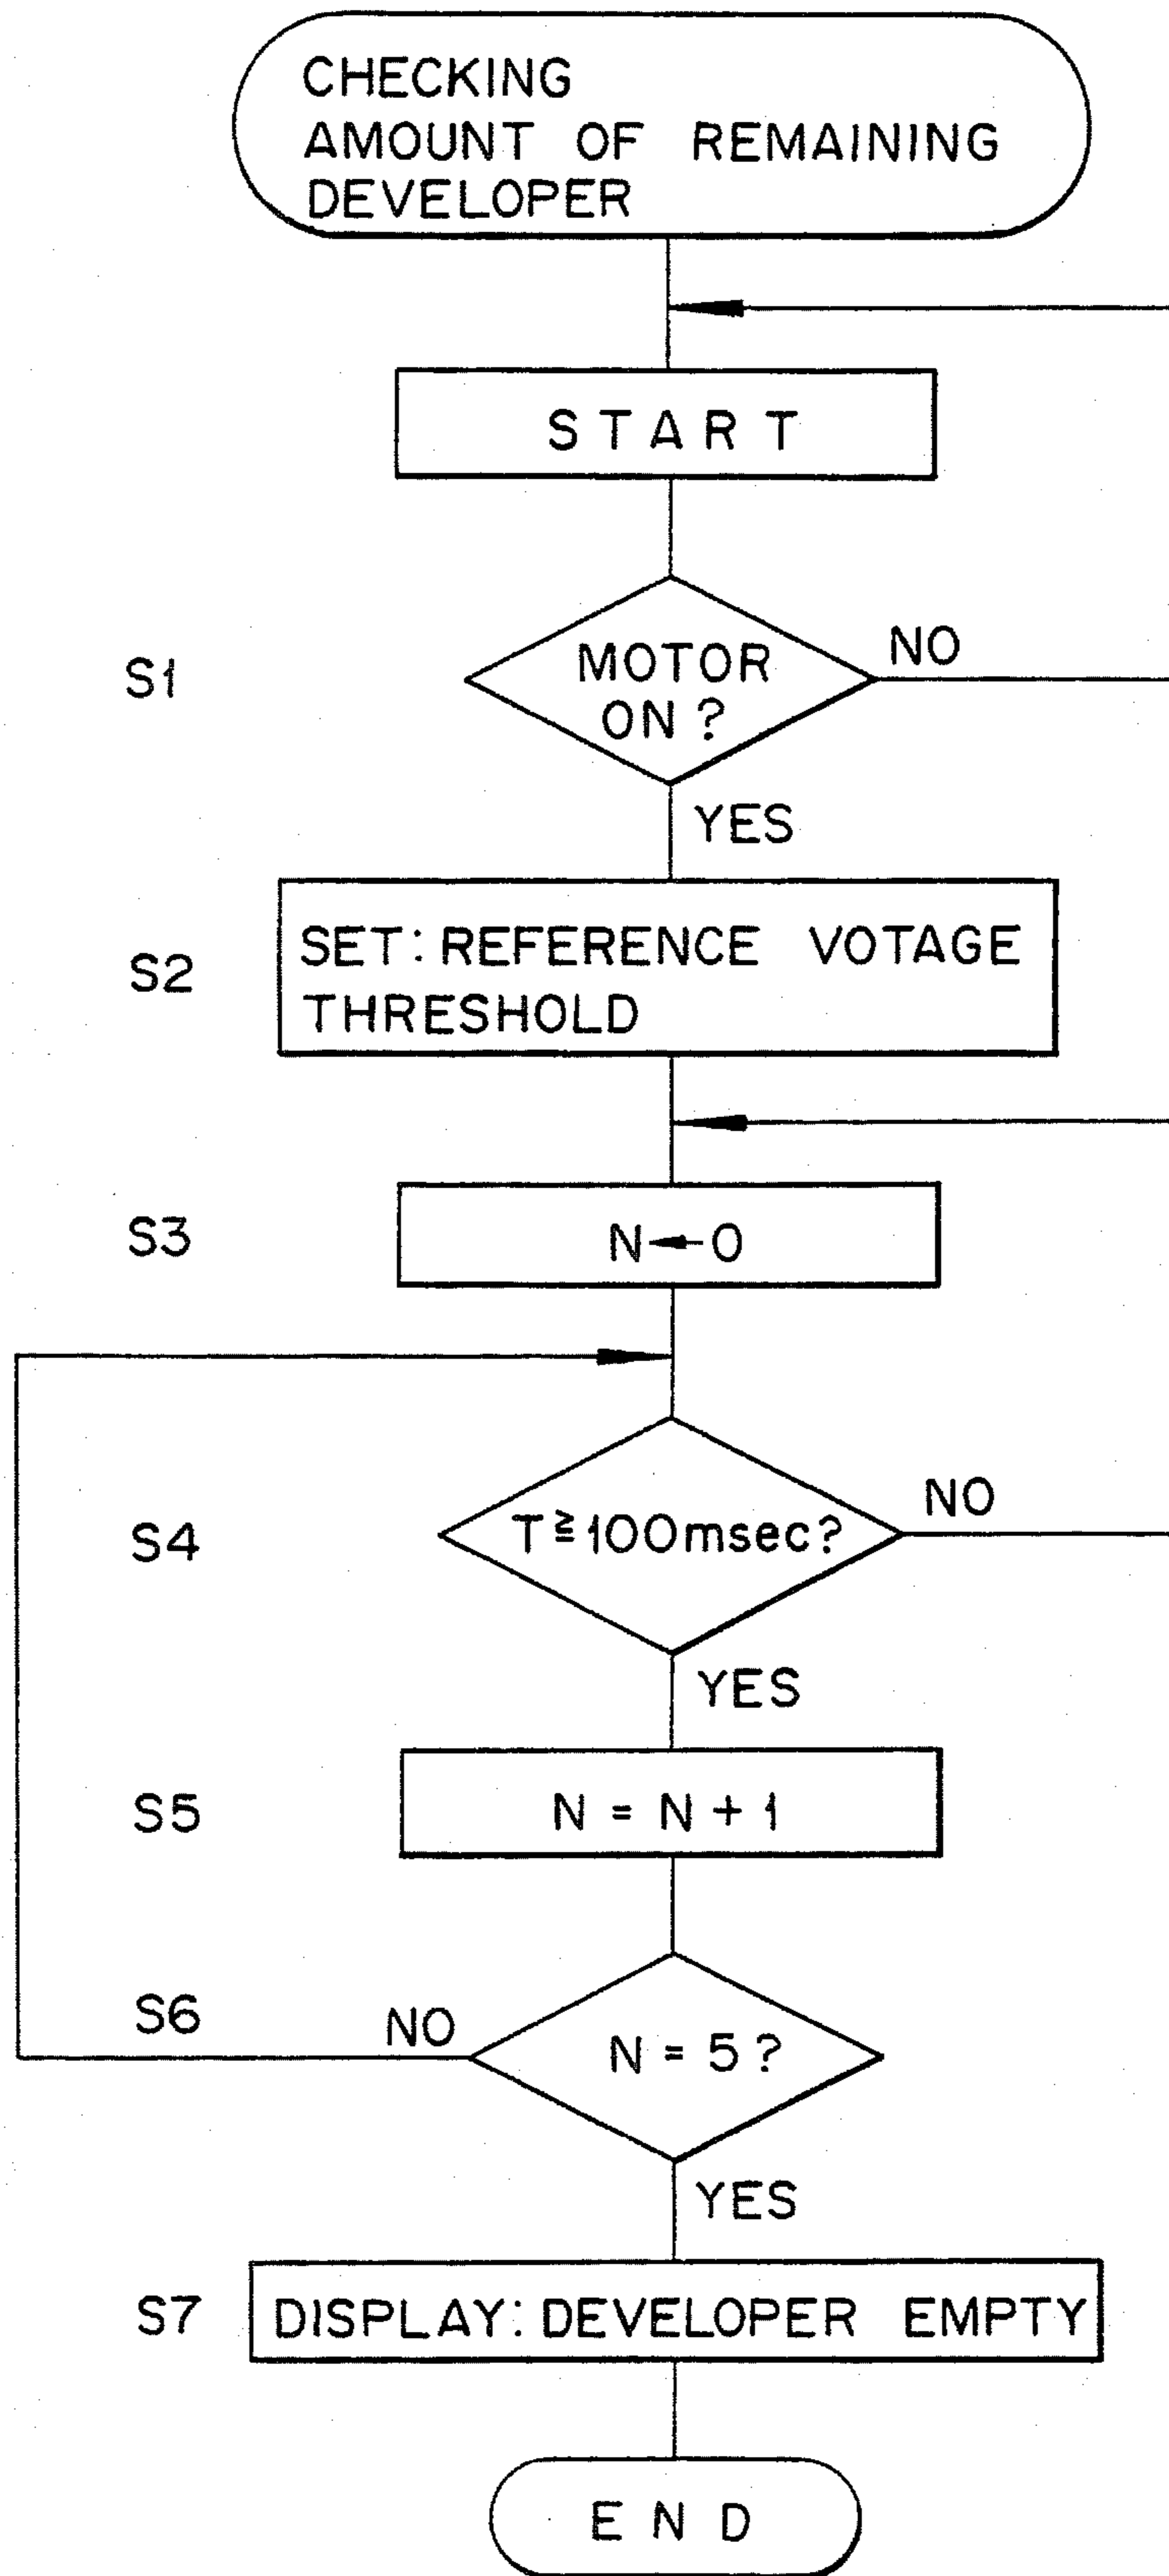 CHECKING
AMOUNT OF REMAINING
DEVELOPER
START
S1
MOTOR
ON?
NO
YES
S2
SET: REFERENCE VOTAGE
THRESHOLD
S3
N←0
S4
T≧100msec?
NO
YES
S5
N = N + 1
S6
NO
N = 5?
YES
S7
DISPLAY: DEVELOPER EMPTY
END